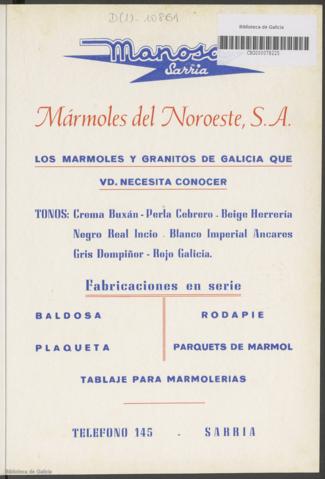 D(1)-10861
Biblioteca de Galicia
Manosa
Sarria
Mármoles del Noroeste, S.A.
LOS MARMOLES Y GRANITOS DE GALICIA QUE
VD. NECESITA CONOCER
TONOS: Crema Buxán - Perla Cebrero - Beige Herrería
Negro Real Incio - Blanco Imperial Ancares
Gris Dompiñor - Rojo Galicia.
Fabricaciones en serie
BALDOSA RODAPIE
PLAQUETA PARQUETS DE MARMOL
TABLAJE PARA MARMOLERIAS
TELEFONO 145 - SARRIA
Biblioteca de Galicia